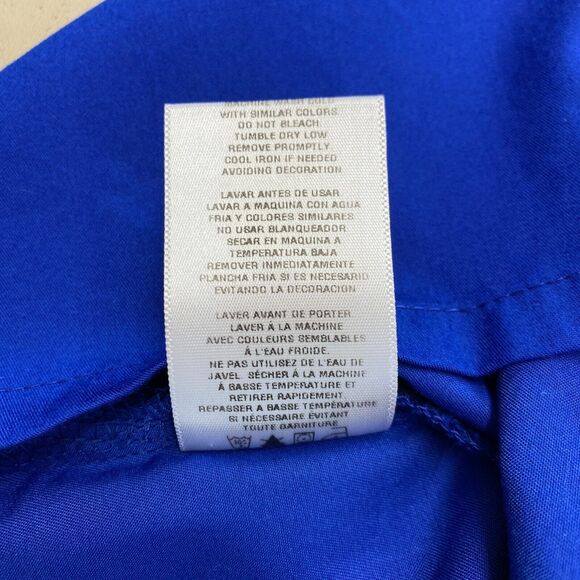 MACHINE WASH COLD
WITH SIMILAR COLORS
DO NOT BLEACH
TUMBLE DRY LOW
REMOVE PROMPTLY
COOL IRON IF NEEDED
AVOIDING DECORATION
LAVAR ANTES DE USAR
LAVAR A MAQUINA CON AGUA
FRIA Y COLORES SIMILARES
NO USAR BLANQUEADOR
SECAR EN MAQUINA A
TEMPERATURA BAJA
REMOVER INMEDIATAMENTE
PLANCHA FRIA SI ES NECESARIO
EVITANDO LA DECORACION
LAVER AVANT DE PORTER
LAVER À LA MACHINE
AVEC COULEURS SEMBLABLES
À L'EAU FROIDE.
NE PAS UTILISEZ DE L'EAU DE
JAVEL. SÉCHER À LA MACHINE
À BASSE TEMPÉRATURE ET
RETIRER RAPIDEMENT
REPASSER A BASSE TEMPÉRATURE
SI NÉCESSAIRE ÉVITANT
TOUTE GARNITURE